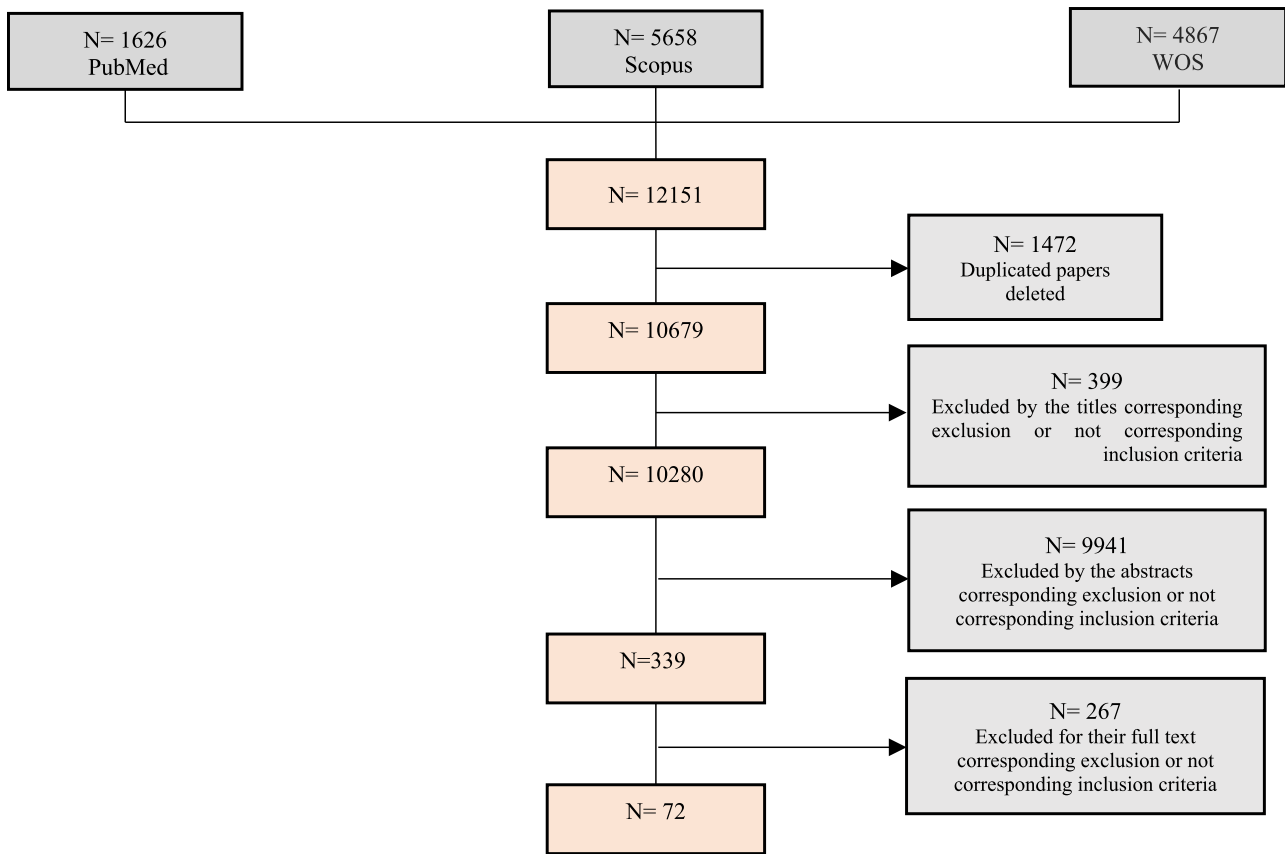 N= 1626
PubMed
N= 5658
Scopus
N= 4867
WOS
N= 12151
N= 1472
Duplicated papers
deleted
N= 10679
N= 399
Excluded by the titles corresponding
exclusion or not corresponding
inclusion criteria
N= 10280
N= 9941
Excluded by the abstracts
corresponding exclusion or not
corresponding inclusion criteria
N=339
N= 267
Excluded for their full text
corresponding exclusion or not
corresponding inclusion criteria
N= 72